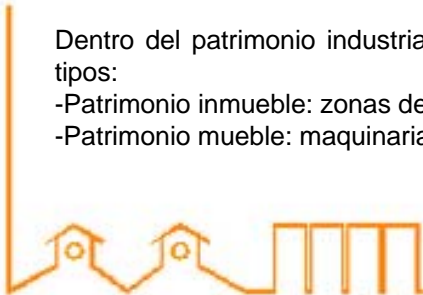 Dentro del patrimonio industria
tipos:
-Patrimonio inmueble: zonas de
-Patrimonio mueble: maquinaria